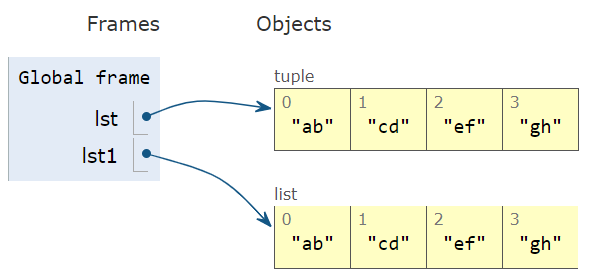 Frames Objects
Global frame
lst
lst1
tuple
0 1 2 3
"ab" "cd" "ef" "gh"
list
0 1 2 3
"ab" "cd" "ef" "gh"